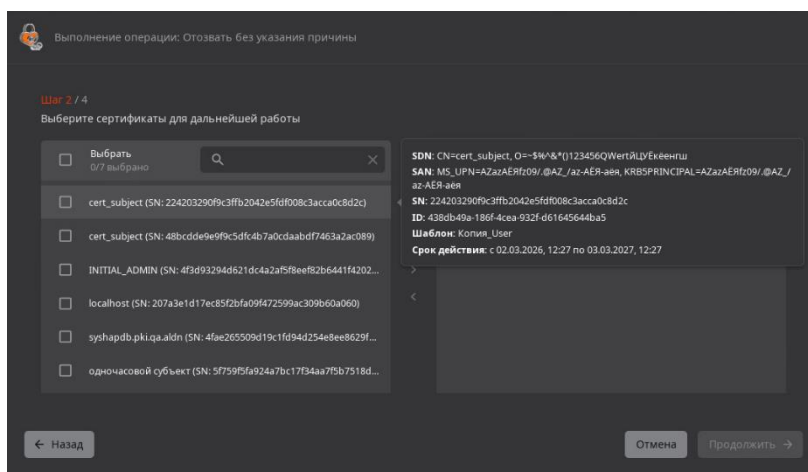 Выполнение операции: Отозвать без указания причины
Шаг 2 / 4
Выберите сертификаты для дальнейшей работы
Выбрать
0/7 выбрано
cert_subject (SN: 224203290f9c3ffb2042e5fdf008c3acca0c8d2c)
cert_subject (SN: 48bcdde9e9f9c5dfc4b7a0cdaabdf7463a2ac089)
INITIAL_ADMIN (SN: 4f3d93294d621dc4a2af5f8eef82b6441f4202...
localhost (SN: 207a3e1d17ec85f2bfa09f472599ac309b60a060)
syshapdb.pki.qa.aldn (SN: 4fae265509d19c1fd94d254e8ee8629f...
одночасовой субъект (SN: 5f759f5fa924a7bc17f34aa7f5b7518d...
SDN: CN=cert_subject, O=~$%^&*()123456QWertЙЦУЁкёенгш
SAN: MS_UPN=AZazАЁЯfz09/.@AZ_/az-АЁЯ-аёя, KRB5PRINCIPAL=AZazАЁЯfz09/.@AZ_/
az-АЁЯ-аёя
SN: 224203290f9c3ffb2042e5fdf008c3acca0c8d2c
ID: 438db49a-186f-4cea-932f-d61645644ba5
Шаблон: Копия_User
Срок действия: с 02.03.2026, 12:27 по 03.03.2027, 12:27
← Назад
Отмена
Продолжить →